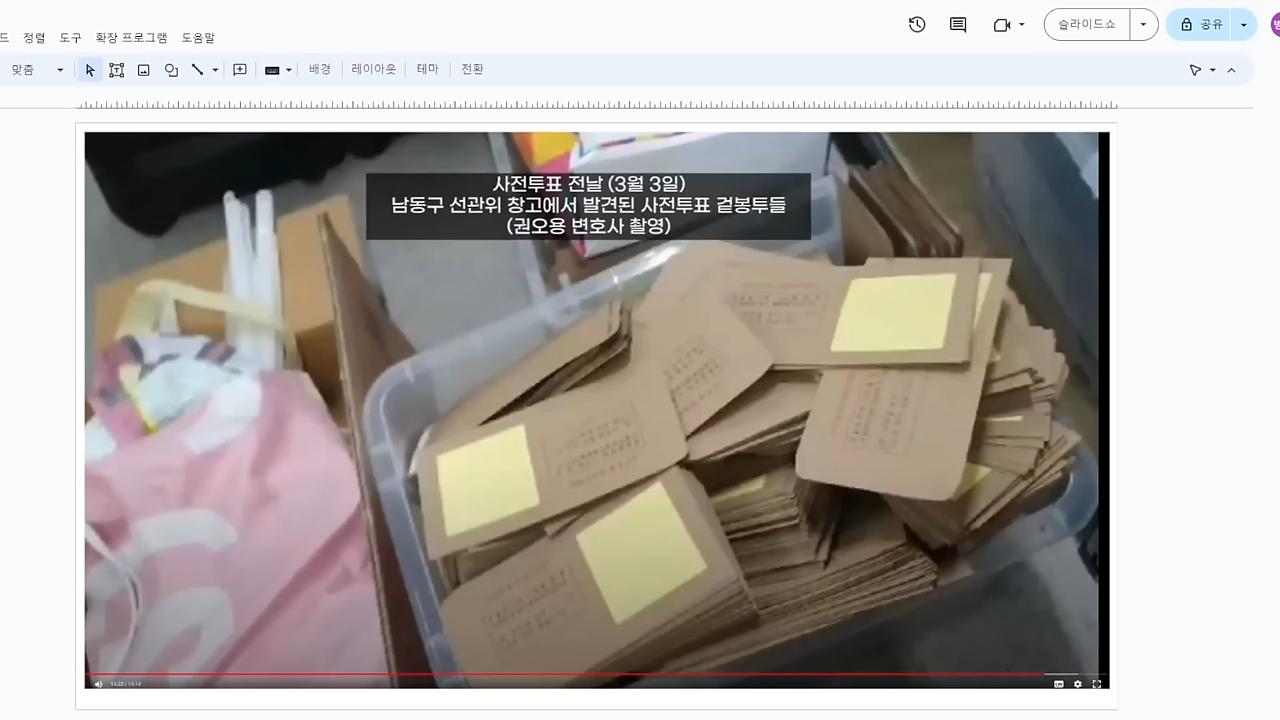 정렬 도구 확장 프로그램 도움말
슬라이드쇼
공유
맞춤
배경 레이아웃 테마 전환
사전투표 전날 (3월 3일)
남동구 선관위 창고에서 발견된 사전투표 겉봉투들
(권오용 변호사 촬영)